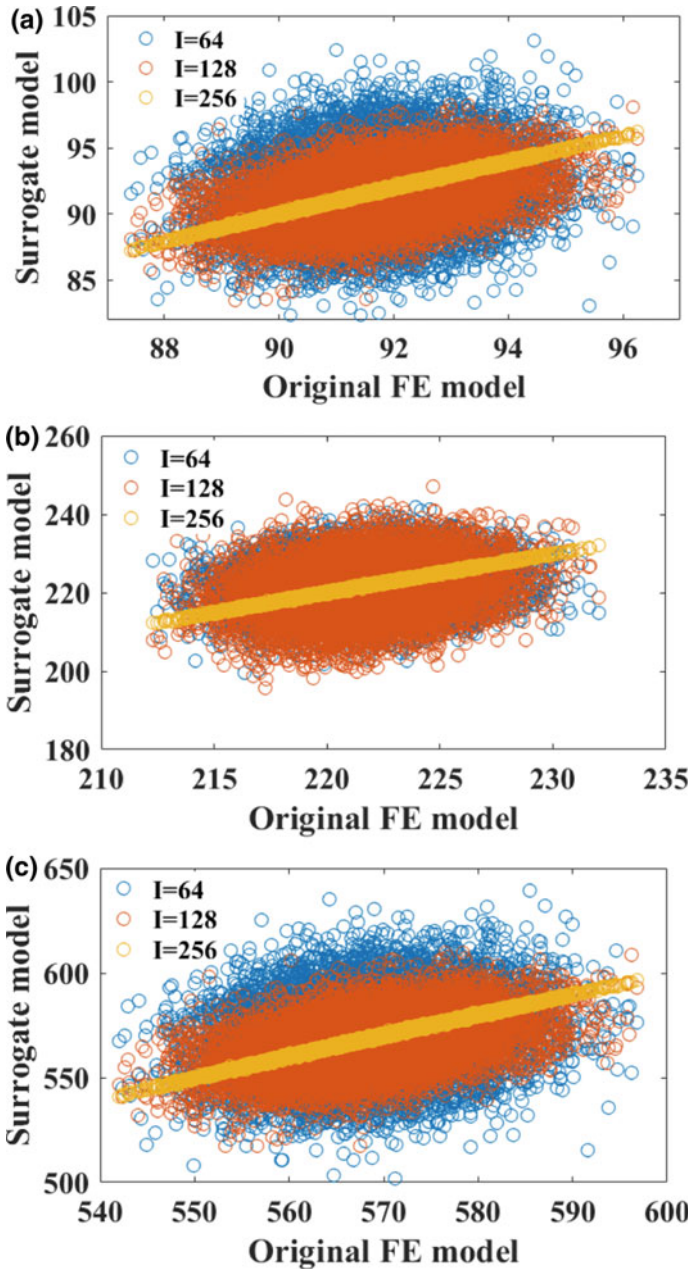 (a)
105
100
95
90
85
I=64
I=128
I=256
Surrogate model
88 90 92 94 96
Original FE model
(b)
260
240
220
200
180
I=64
I=128
I=256
Surrogate model
210 215 220 225 230 235
Original FE model
(c)
650
600
550
500
I=64
I=128
I=256
Surrogate model
540 550 560 570 580 590 600
Original FE model